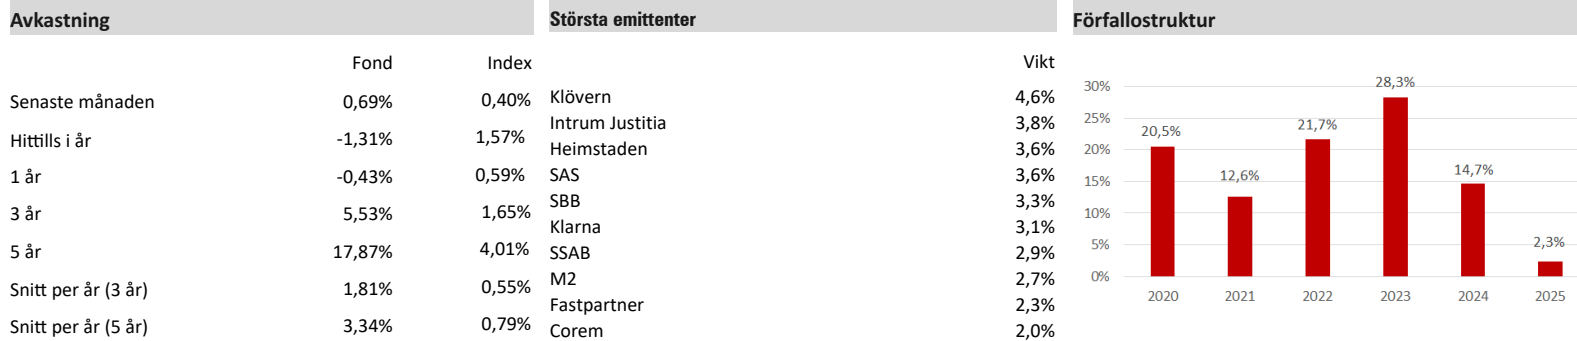 Avkastning
Fond Index
Senaste månaden 0,69% 0,40%
Hittills i år -1,31% 1,57%
1 år -0,43% 0,59%
3 år 5,53% 1,65%
5 år 17,87% 4,01%
Snitt per år (3 år) 1,81% 0,55%
Snitt per år (5 år) 3,34% 0,79%
Största emittenter
Vikt
Klövern 4,6%
Intrum Justitia 3,8%
Heimstaden 3,6%
SAS 3,6%
SBB 3,3%
Klarna 3,1%
SSAB 2,9%
M2 2,7%
Fastpartner 2,3%
Corem 2,0%
Förfallostruktur
30%
25%
20%
15%
10%
5%
0%
20,5% 12,6% 21,7% 28,3% 14,7% 2,3%
2020 2021 2022 2023 2024 2025